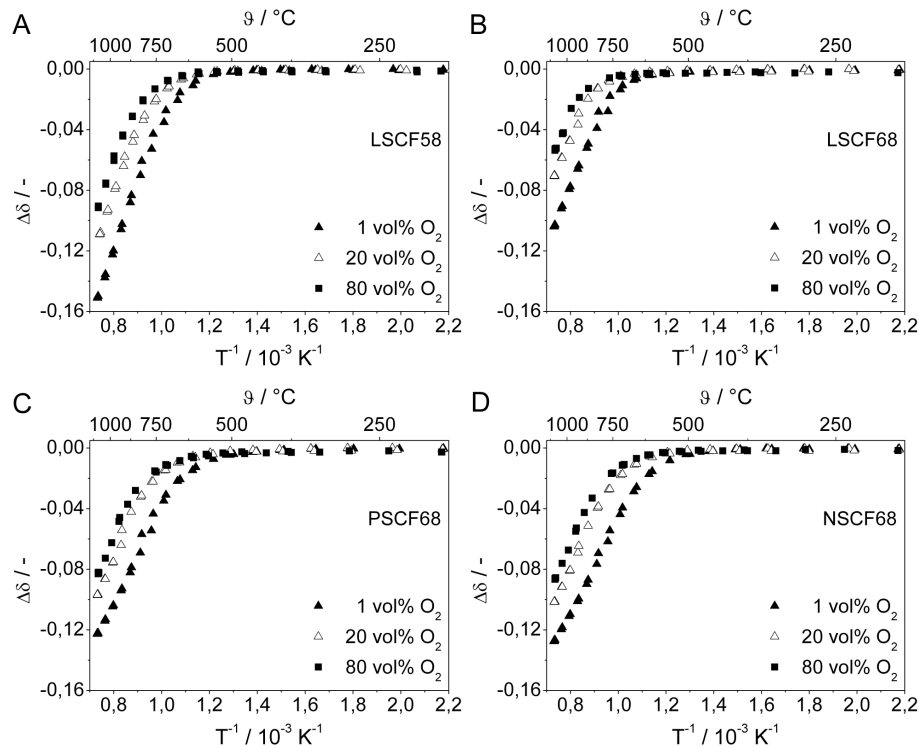 A
ϑ / °C
1000 750 500 250
0,00
-0,04
-0,08
-0,12
-0,16
Δδ / -
LSCF58
1 vol% O₂
20 vol% O₂
80 vol% O₂
0,8 1,0 1,2 1,4 1,6 1,8 2,0 2,2
T⁻¹ / 10⁻³ K⁻¹
B
ϑ / °C
1000 750 500 250
0,00
-0,04
-0,08
-0,12
-0,16
Δδ / -
LSCF68
1 vol% O₂
20 vol% O₂
80 vol% O₂
0,8 1,0 1,2 1,4 1,6 1,8 2,0 2,2
T⁻¹ / 10⁻³ K⁻¹
C
ϑ / °C
1000 750 500 250
0,00
-0,04
-0,08
-0,12
-0,16
Δδ / -
PSCF68
1 vol% O₂
20 vol% O₂
80 vol% O₂
0,8 1,0 1,2 1,4 1,6 1,8 2,0 2,2
T⁻¹ / 10⁻³ K⁻¹
D
ϑ / °C
1000 750 500 250
0,00
-0,04
-0,08
-0,12
-0,16
Δδ / -
NSCF68
1 vol% O₂
20 vol% O₂
80 vol% O₂
0,8 1,0 1,2 1,4 1,6 1,8 2,0 2,2
T⁻¹ / 10⁻³ K⁻¹